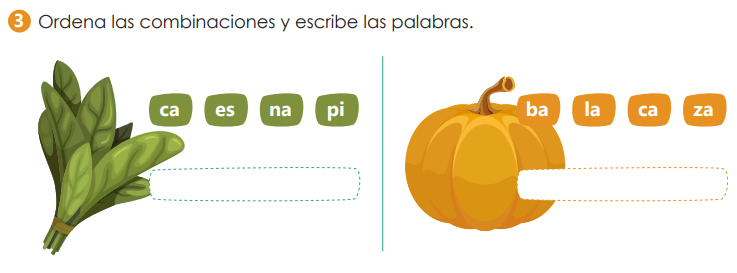 3 Ordena las combinaciones y escribe las palabras.
ca es na pi
ba la ca za